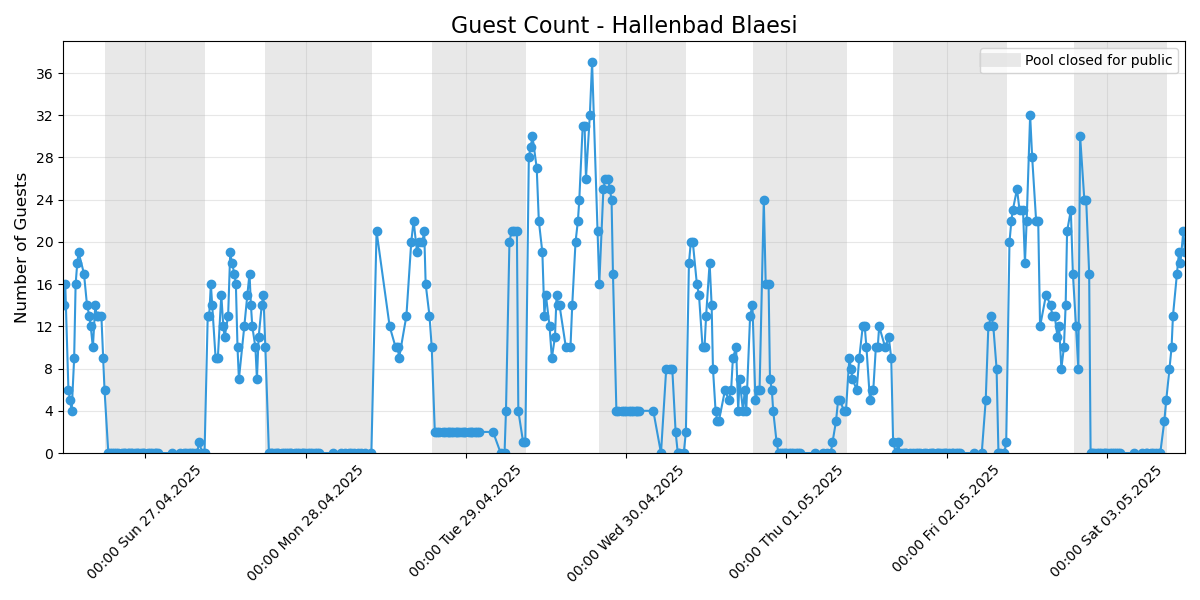 Guest Count - Hallenbad Blaesi
Pool closed for public
Number of Guests
36
32
28
24
20
16
12
8
4
0
00:00 Sun 27.04.2025
00:00 Mon 28.04.2025
00:00 Tue 29.04.2025
00:00 Wed 30.04.2025
00:00 Thu 01.05.2025
00:00 Fri 02.05.2025
00:00 Sat 03.05.2025